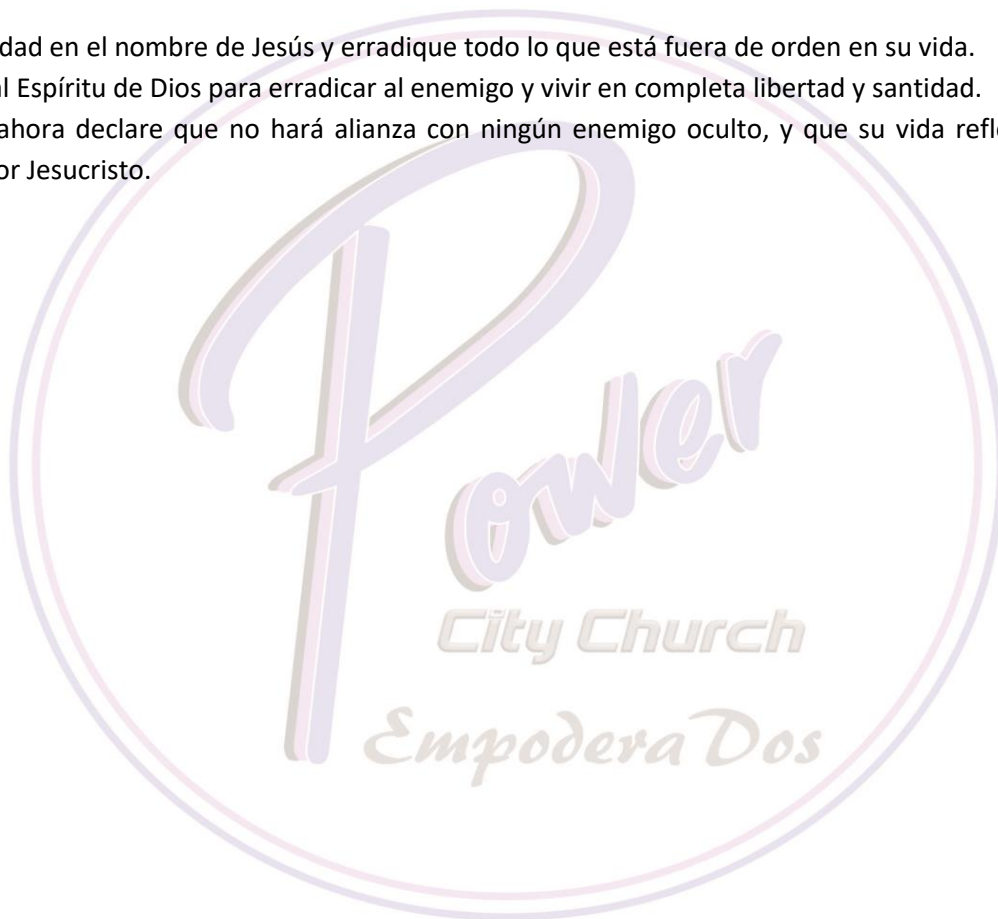 dad en el nombre de Jesús y erradique todo lo que está fuera de orden en su vida.
l Espíritu de Dios para erradicar al enemigo y vivir en completa libertad y santidad.
ahora declare que no hará alianza con ningún enemigo oculto, y que su vida refl
or Jesucristo.
Power
City Church
EmpoderaDos